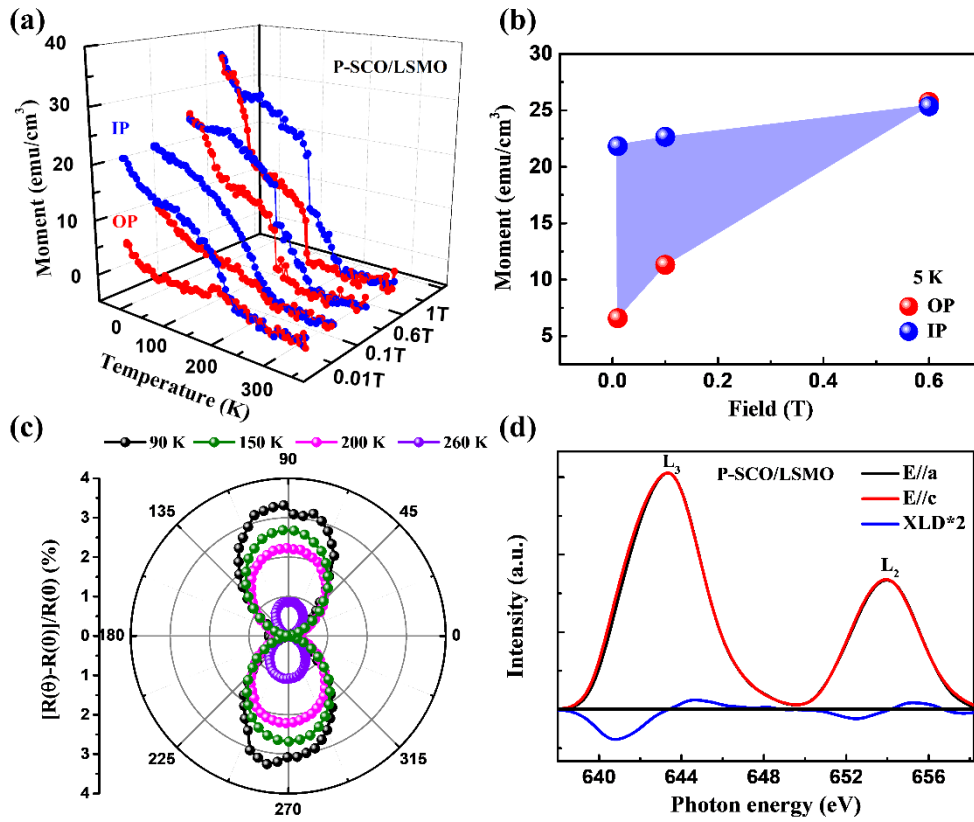 (a)
40
30
20
10
0
Moment (emu/cm³)
P-SCO/LSMO
IP
OP
0
100
200
300
Temperature (K)
0.01T
0.1T
0.6T
1T
(b)
30
25
20
15
10
5
Moment (emu/cm³)
5 K
OP
IP
0.0 0.2 0.4 0.6
Field (T)
(c)
90 K 150 K 200 K 260 K
90
4
3
2
1
0
1
2
3
4
[R(θ)-R(0)]/R(0) (%)
135
45
180
0
225
315
270
(d)
L₃
P-SCO/LSMO
E//a
E//c
XLD*2
L₂
Intensity (a.u.)
640 644 648 652 656
Photon energy (eV)